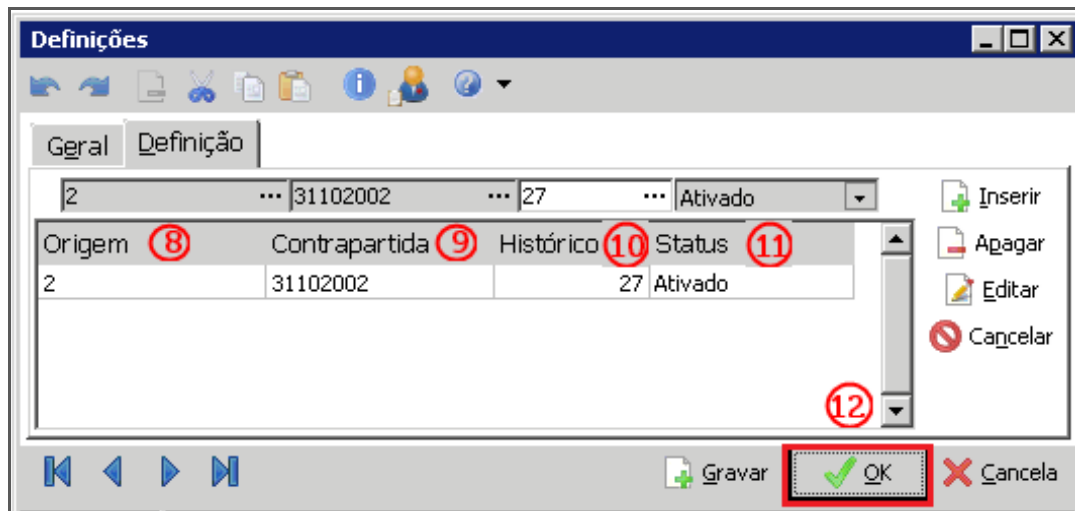 Definições
Geral Definição
2 ... 31102002 ... 27 ... Ativado Inserir
Origem 8 Contrapartida 9 Histórico 10 Status 11 Apagar
2 31102002 27 Ativado Editar
Cancelar
12
Gravar OK Cancela